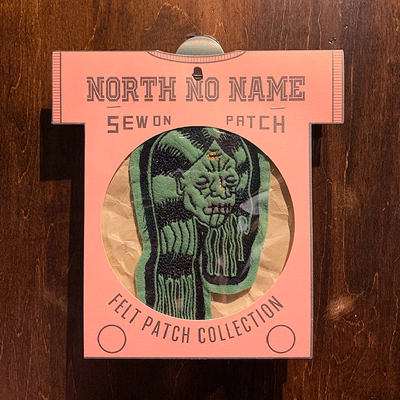 NORTH NO NAME
SEW ON PATCH
FELT PATCH COLLECTION